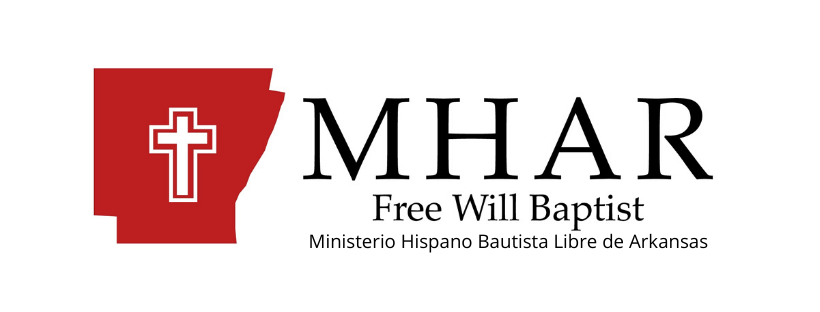 MHAR
Free Will Baptist
Ministerio Hispano Bautista Libre de Arkansas